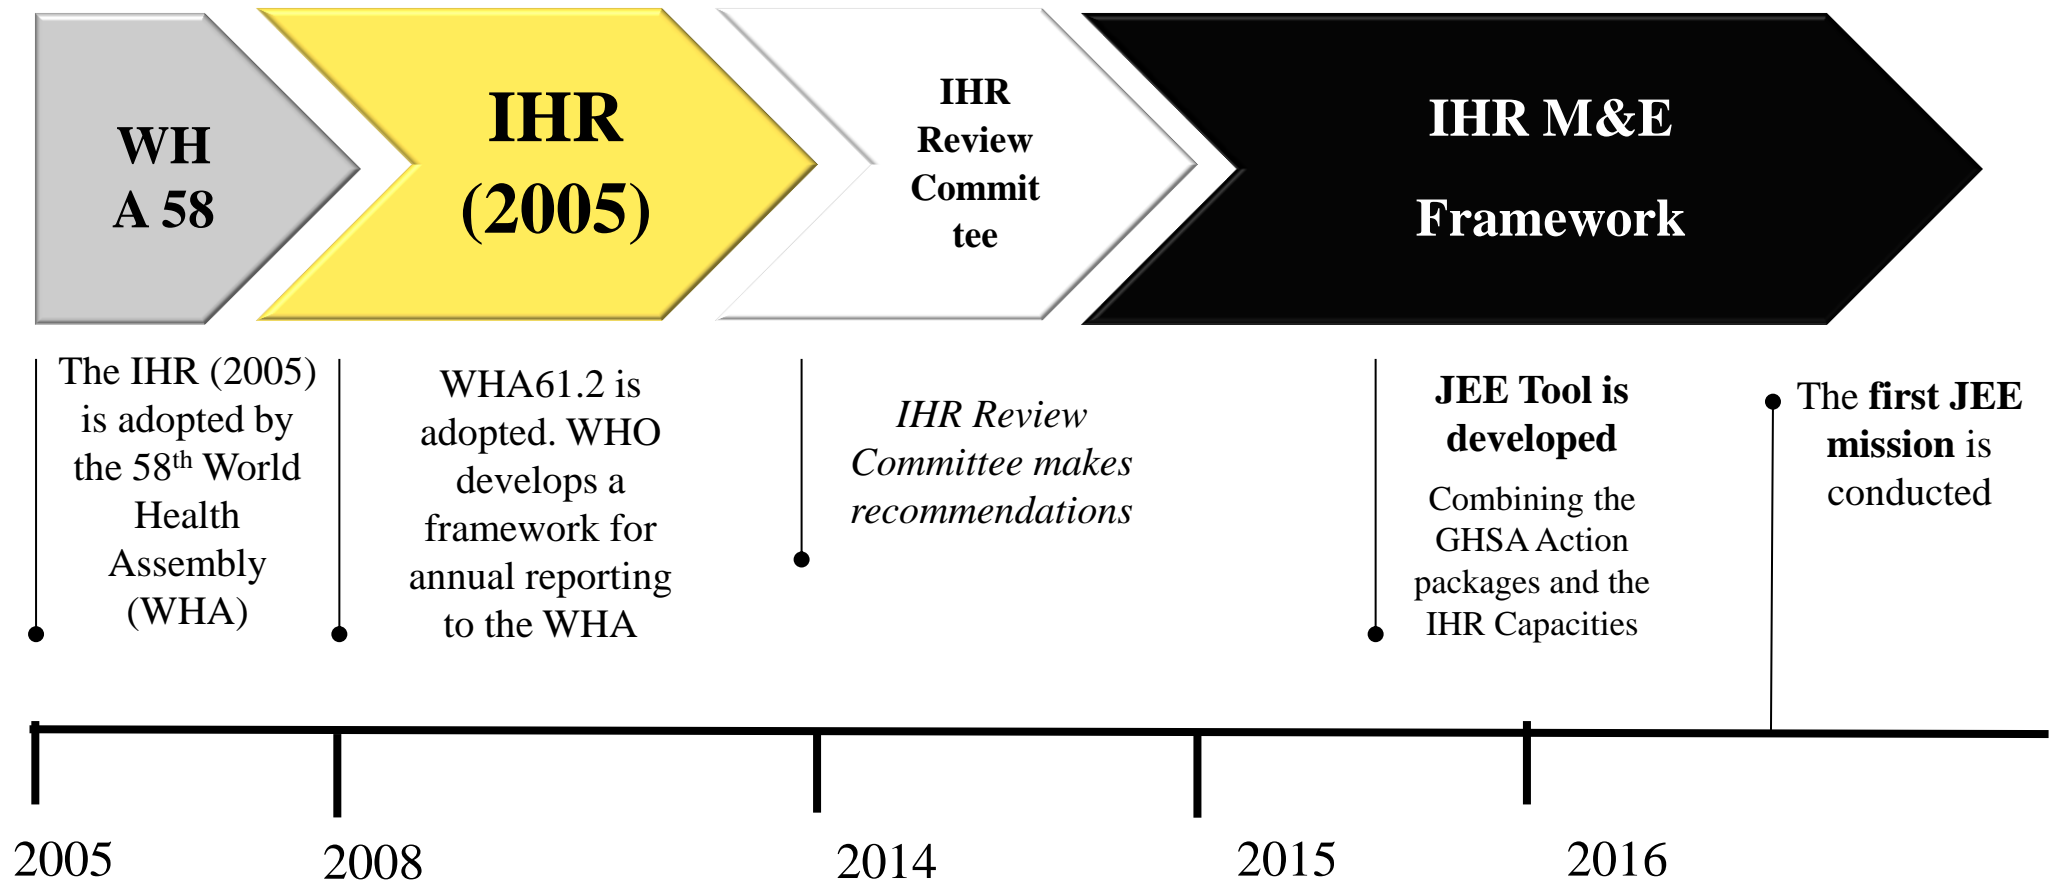 WH
A 58
IHR
(2005)
IHR
Review
Commit
tee
IHR M&E
Framework
The IHR (2005)
is adopted by
the 58th World
Health
Assembly
(WHA)
WHA61.2 is
adopted. WHO
develops a
framework for
annual reporting
to the WHA
IHR Review
Committee makes
recommendations
JEE Tool is
developed
Combining the
GHSA Action
packages and the
IHR Capacities
The first JEE
mission is
conducted
2005
2008
2014
2015
2016